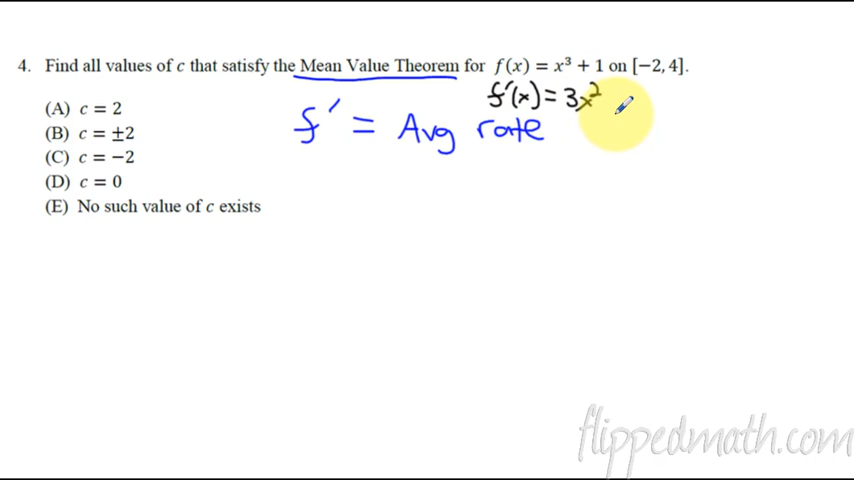 4. Find all values of c that satisfy the Mean Value Theorem for f(x) = x³ + 1 on [−2, 4].
f′(x) = 3x²
(A) c = 2
f′ = Avg rate
(B) c = ±2
(C) c = −2
(D) c = 0
(E) No such value of c exists
flippedmath.com